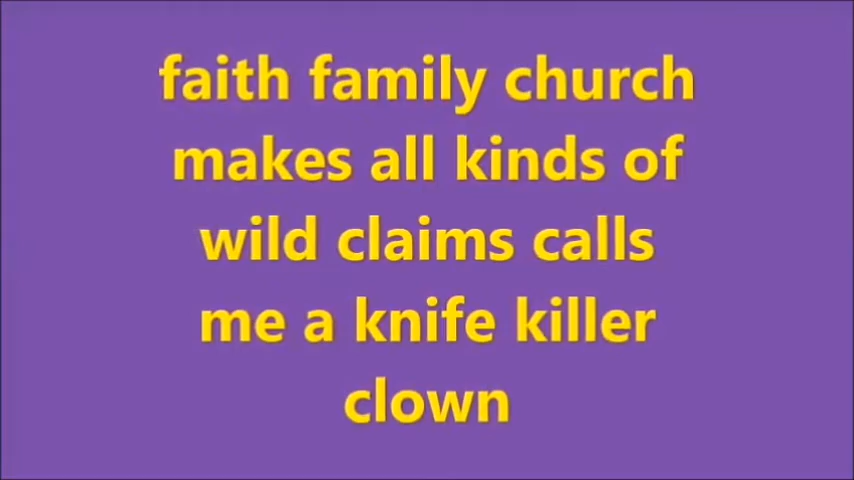 faith family church
makes all kinds of
wild claims calls
me a knife killer
clown